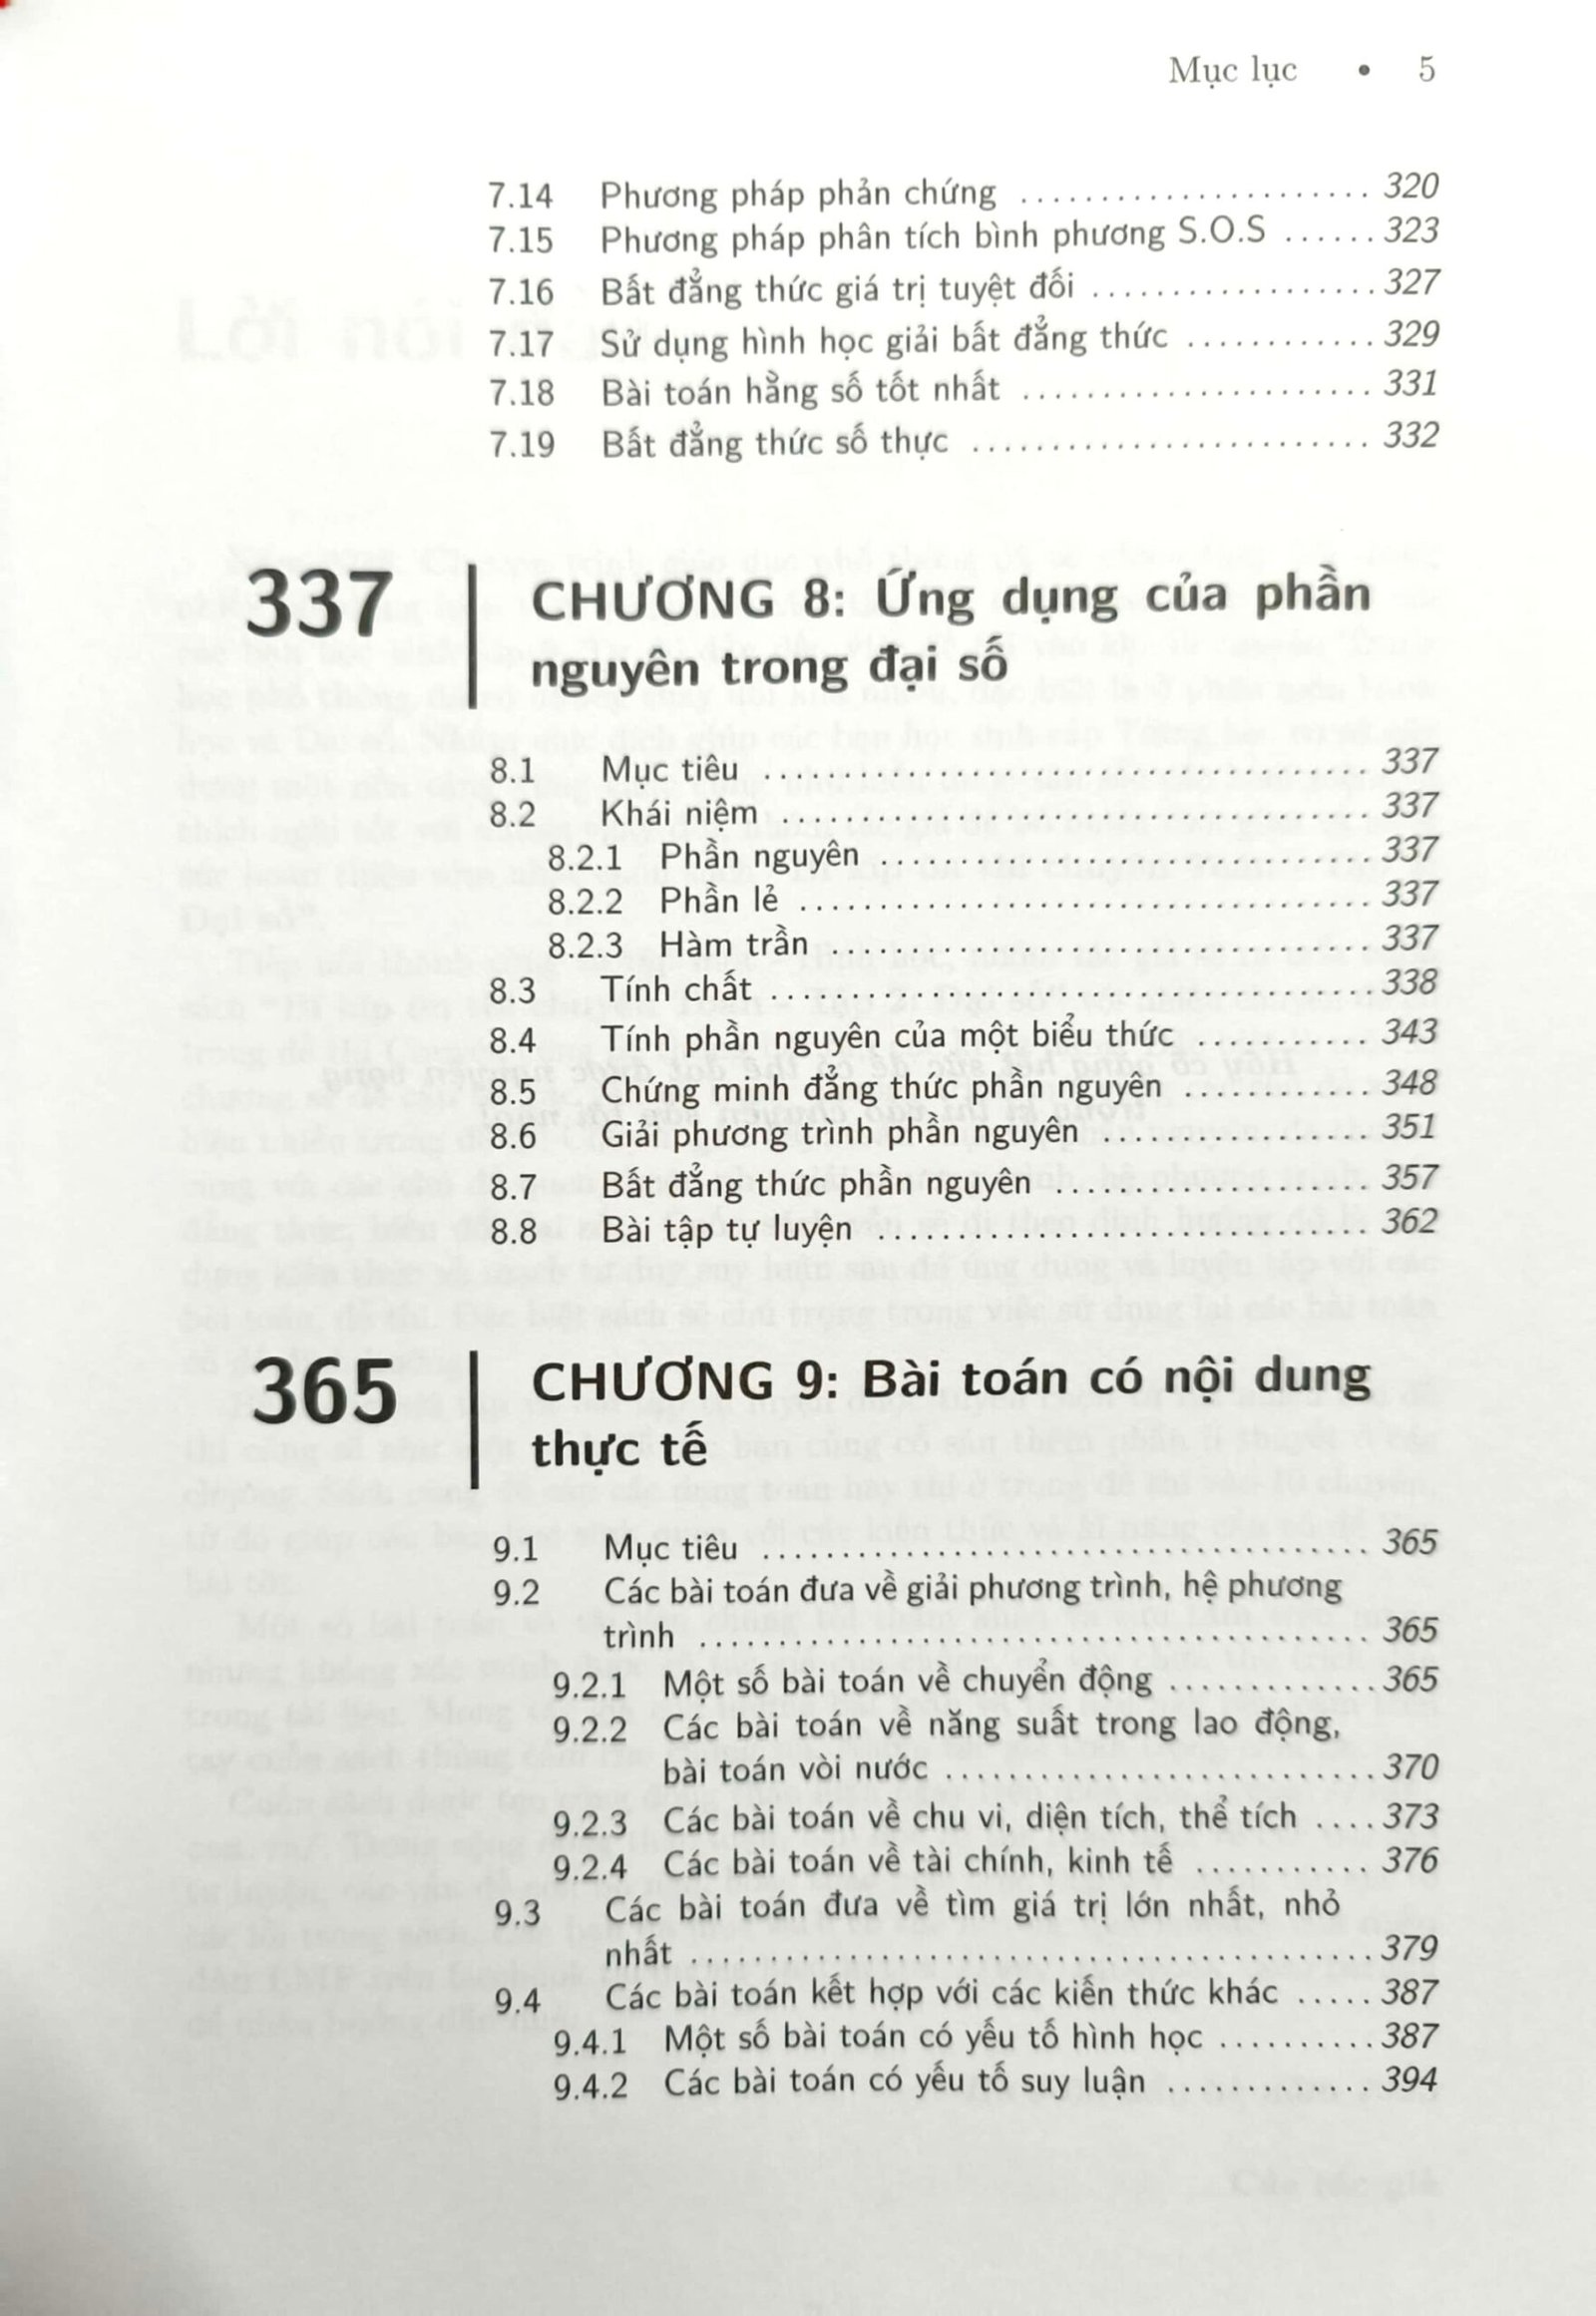 Mục lục • 5
7.14 Phương pháp phản chứng ...................... 320
7.15 Phương pháp phân tích bình phương S.O.S ...... 323
7.16 Bất đẳng thức giá trị tuyệt đối .................. 327
7.17 Sử dụng hình học giải bất đẳng thức ............ 329
7.18 Bài toán hằng số tốt nhất ...................... 331
7.19 Bất đẳng thức số thực ......................... 332
337 CHƯƠNG 8: Ứng dụng của phần
nguyên trong đại số
8.1 Mục tiêu ...................................... 337
8.2 Khái niệm ..................................... 337
8.2.1 Phần nguyên ............................... 337
8.2.2 Phần lẻ .................................... 337
8.2.3 Hàm trần .................................. 337
8.3 Tính chất ...................................... 338
8.4 Tính phần nguyên của một biểu thức ........... 343
8.5 Chứng minh đẳng thức phần nguyên ............ 348
8.6 Giải phương trình phần nguyên ................. 351
8.7 Bất đẳng thức phần nguyên .................... 357
8.8 Bài tập tự luyện ............................... 362
365 CHƯƠNG 9: Bài toán có nội dung
thực tế
9.1 Mục tiêu ...................................... 365
9.2 Các bài toán đưa về giải phương trình, hệ phương
trình .......................................... 365
9.2.1 Một số bài toán về chuyển động ............. 365
9.2.2 Các bài toán về năng suất trong lao động,
bài toán vòi nước ........................... 370
9.2.3 Các bài toán về chu vi, diện tích, thể tích .... 373
9.2.4 Các bài toán về tài chính, kinh tế ........... 376
9.3 Các bài toán đưa về tìm giá trị lớn nhất, nhỏ
nhất ........................................... 379
9.4 Các bài toán kết hợp với các kiến thức khác ..... 387
9.4.1 Một số bài toán có yếu tố hình học .......... 387
9.4.2 Các bài toán có yếu tố suy luận ............. 394